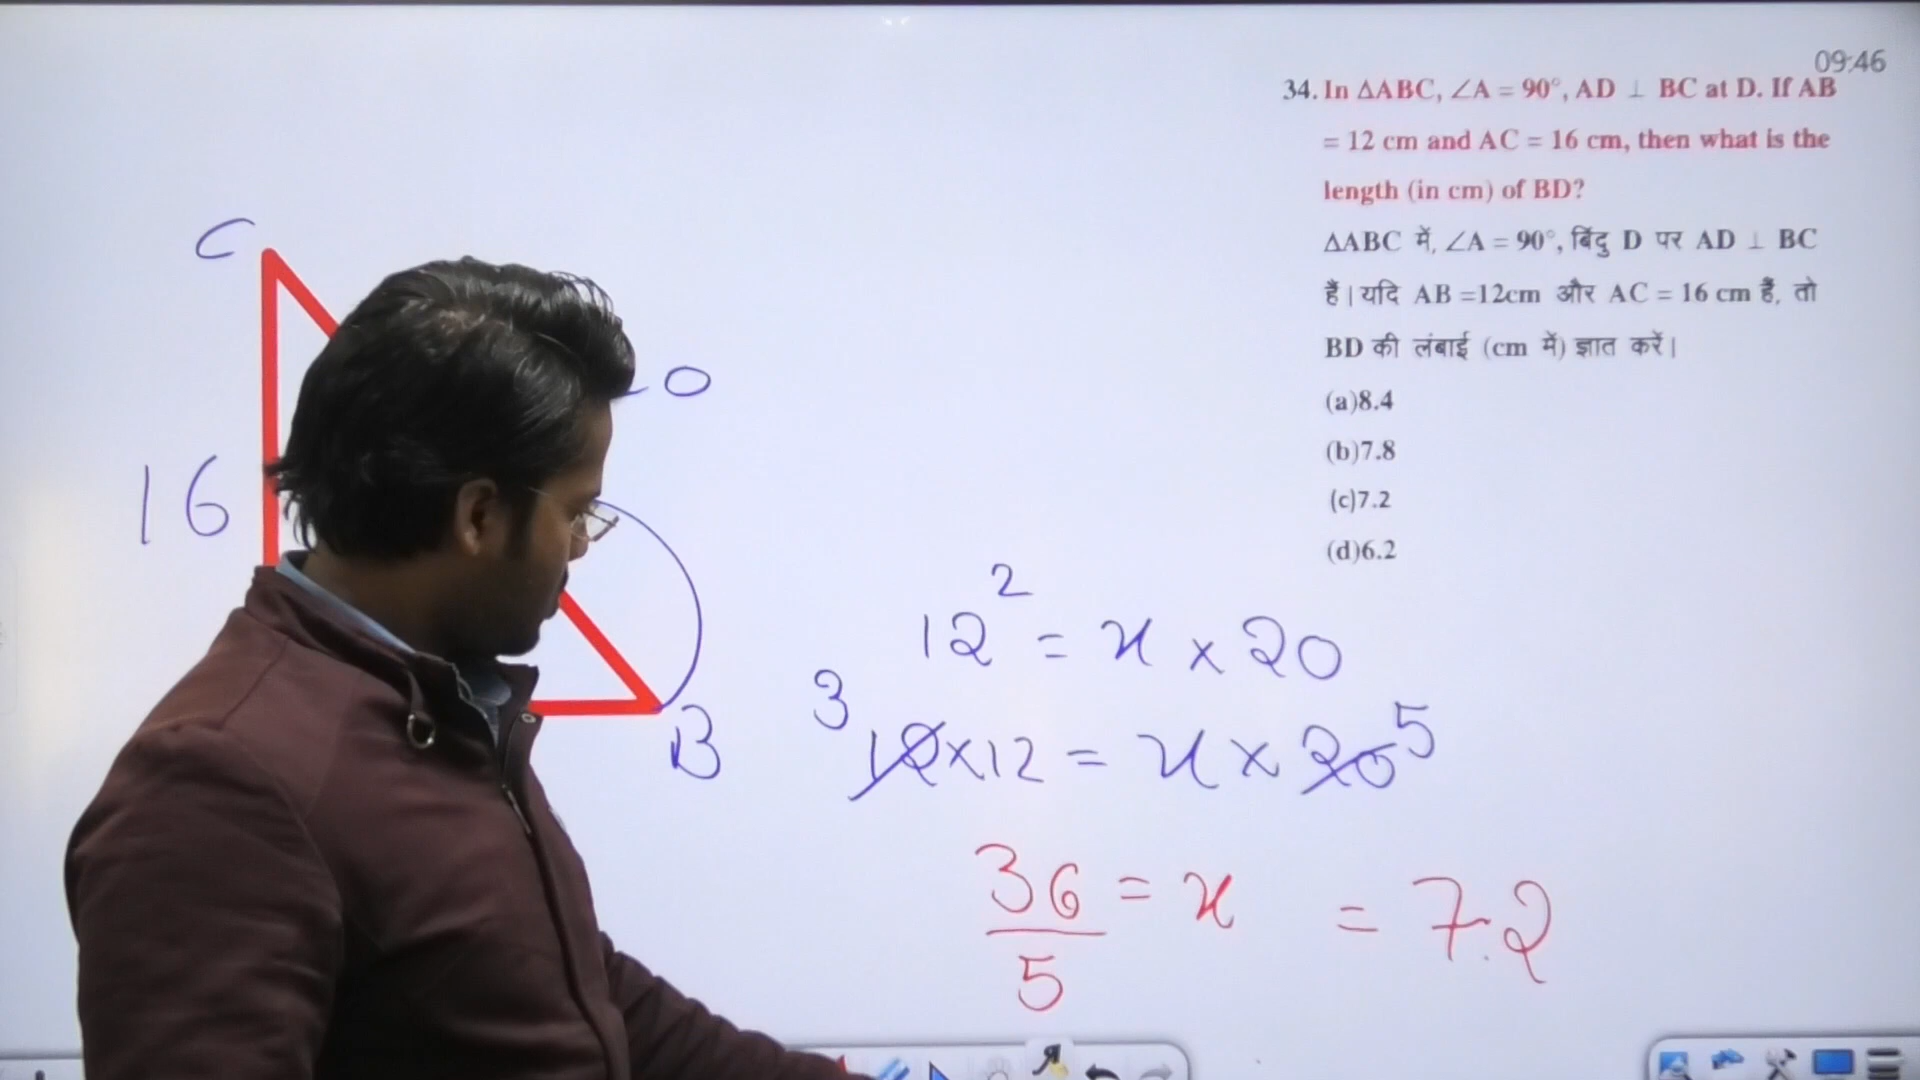 09:46
34. In ΔABC, ∠A = 90°, AD ⊥ BC at D. If AB
= 12 cm and AC = 16 cm, then what is the
length (in cm) of BD?
ΔABC में, ∠A = 90°, बिंदु D पर AD ⊥ BC
हैं | यदि AB =12cm और AC = 16 cm हैं, तो
BD की लंबाई (cm में) ज्ञात करें |
(a)8.4
(b)7.8
(c)7.2
(d)6.2
C
16
B
12² = x × 20
3 12×12 = x × 20 5
36/5 = x = 7.2